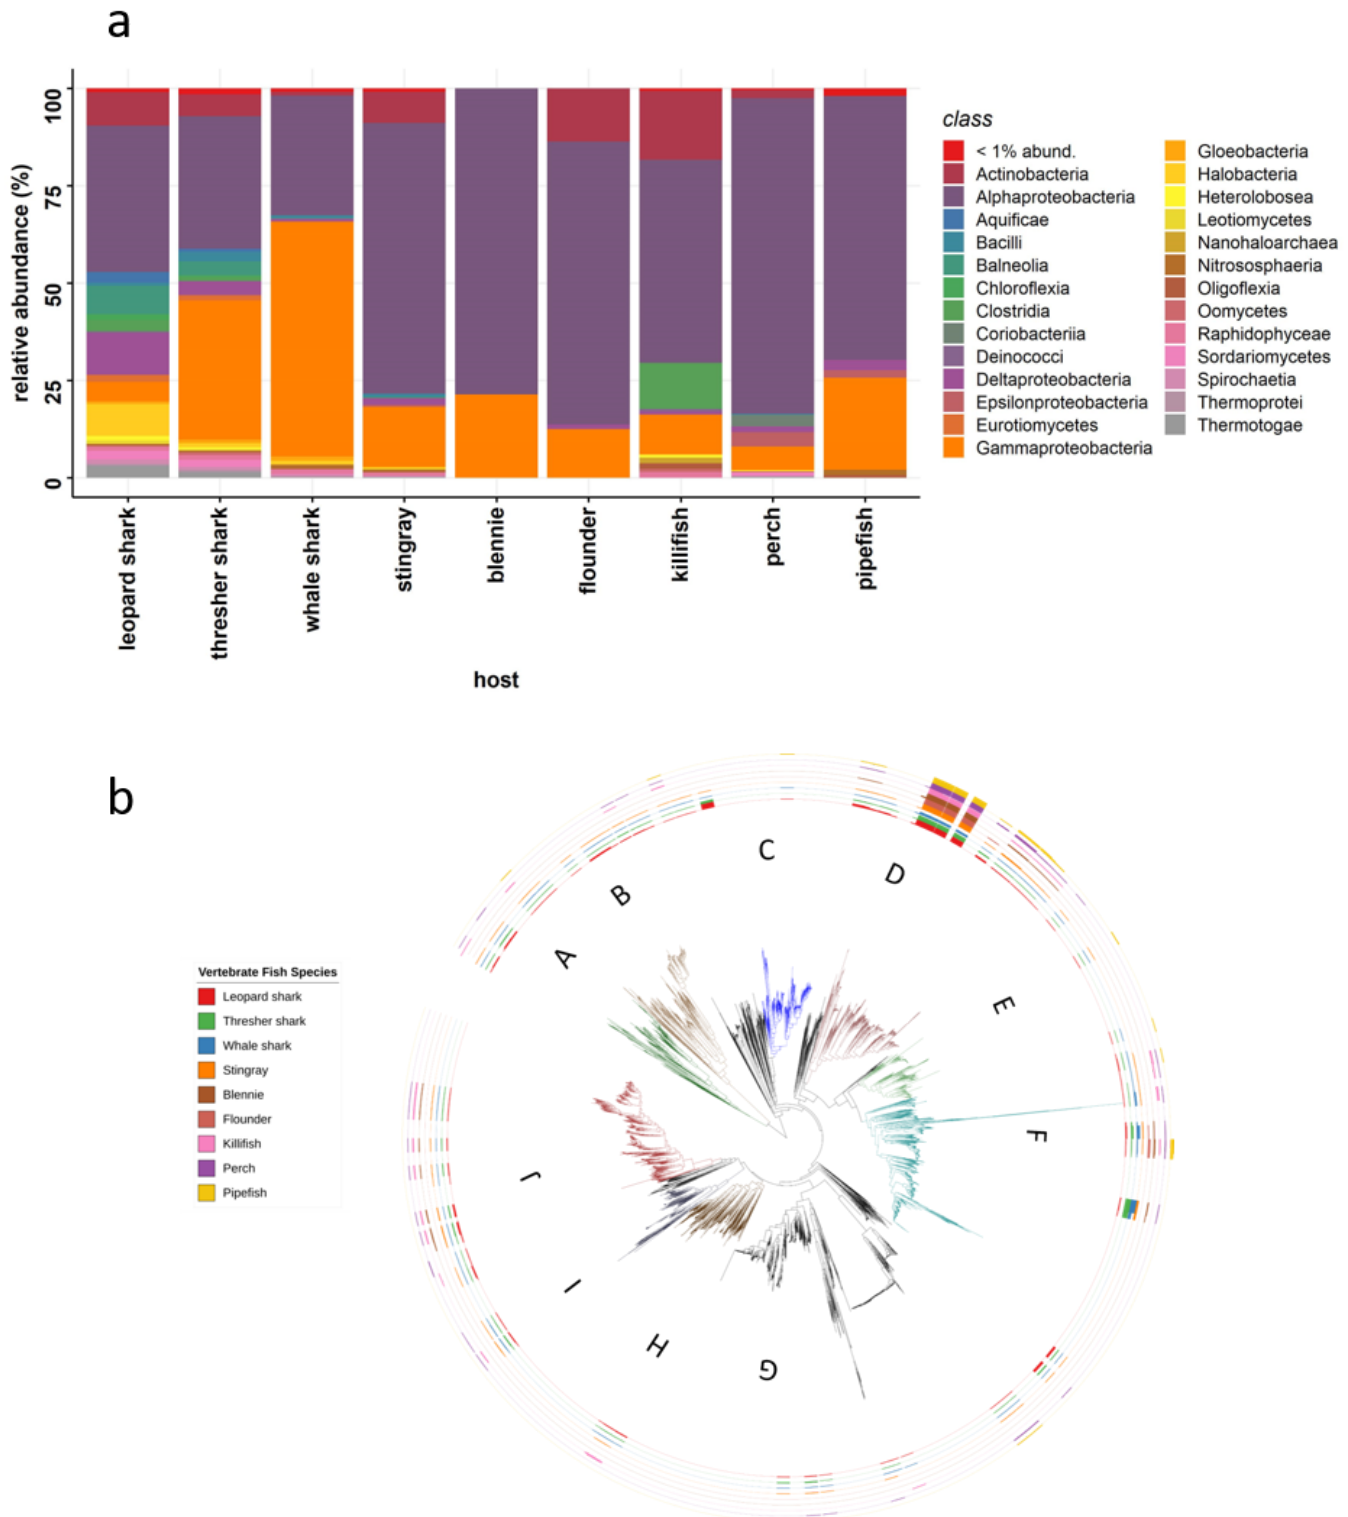 a
relative abundance (%)
100
75
50
25
0
leopard shark
thresher shark
whale shark
stingray
blennie
flounder
killifish
perch
pipefish
host
class
< 1% abund.
Actinobacteria
Alphaproteobacteria
Aquificae
Bacilli
Balneolia
Chloroflexia
Clostridia
Coriobacteriia
Deinococci
Deltaproteobacteria
Epsilonproteobacteria
Eurotiomycetes
Gammaproteobacteria
Gloeobacteria
Halobacteria
Heterolobosea
Leotiomycetes
Nanohaloarchaea
Nitrososphaeria
Oligoflexia
Oomycetes
Raphidophyceae
Sordariomycetes
Spirochaetia
Thermoprotei
Thermotogae
b
Vertebrate Fish Species
Leopard shark
Thresher shark
Whale shark
Stingray
Blennie
Flounder
Killifish
Perch
Pipefish
A
B
C
D
E
F
G
H
I
J